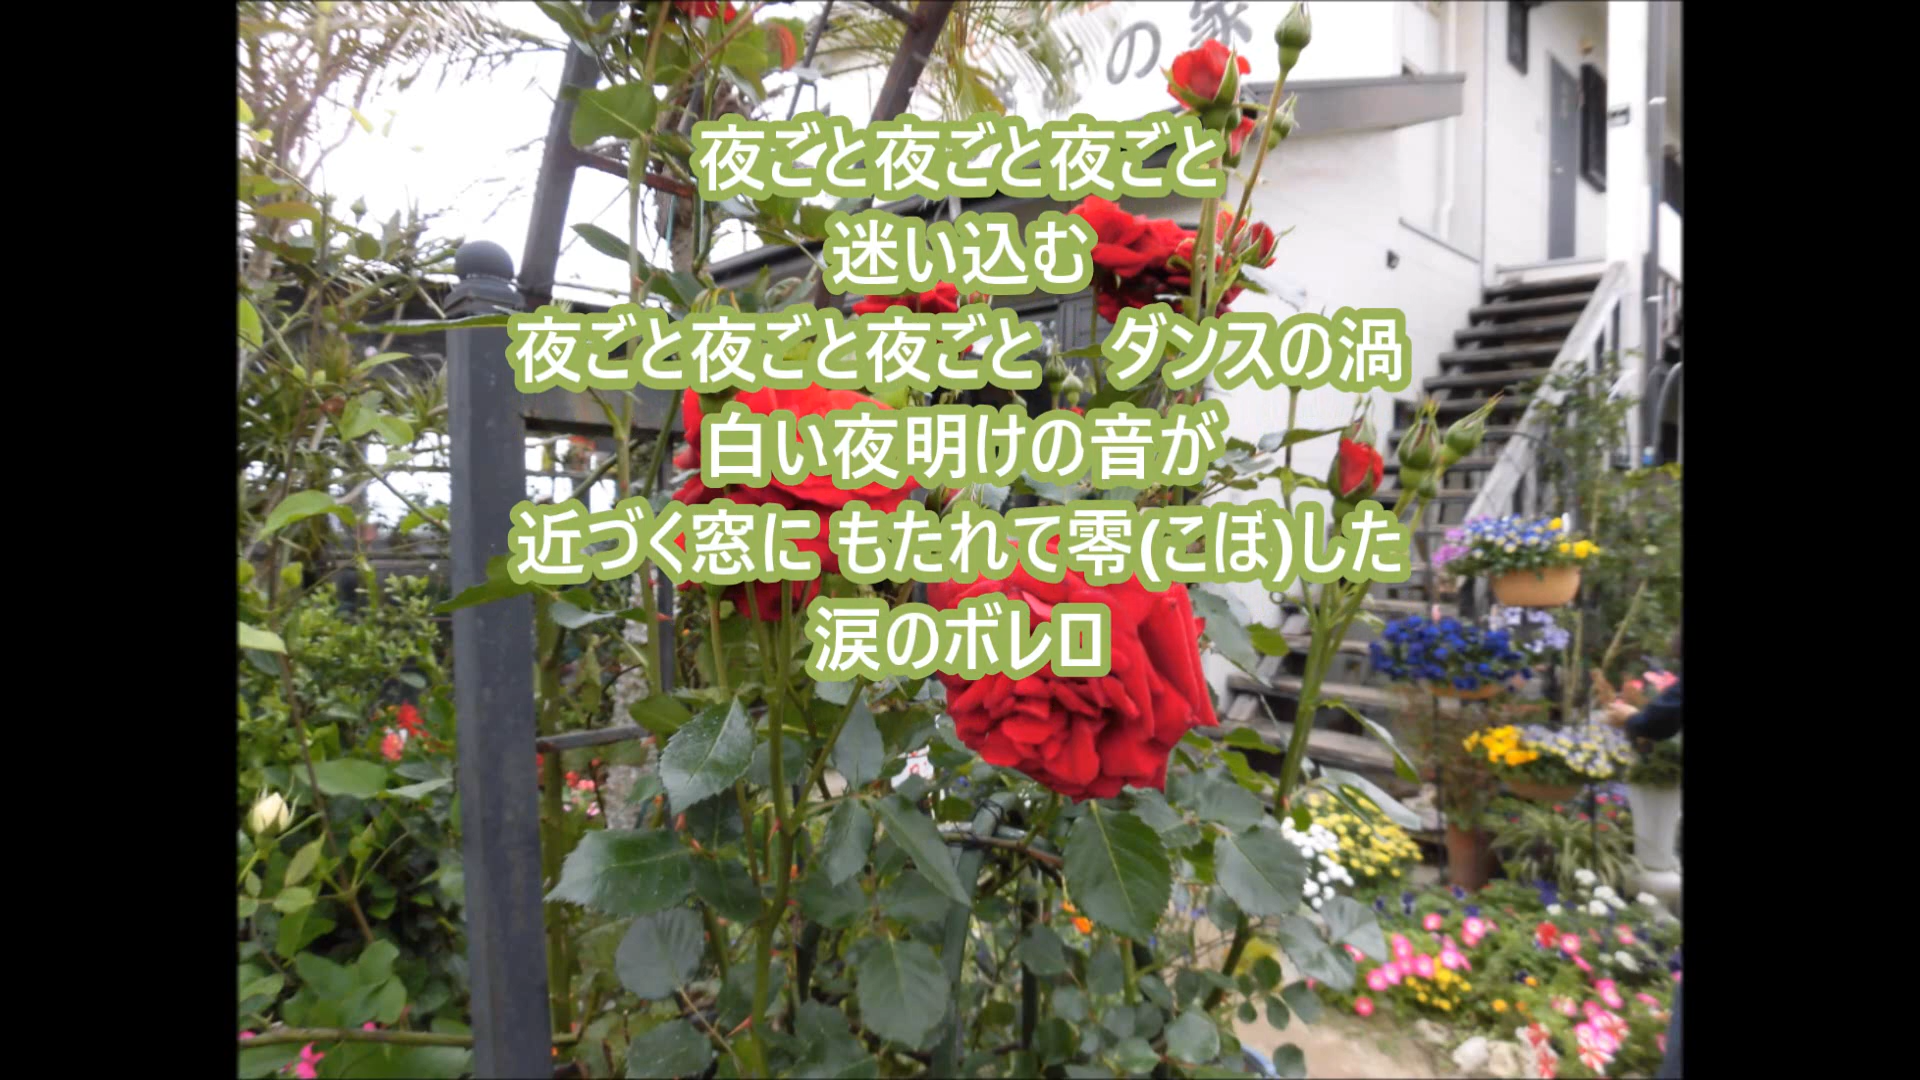 の家
夜ごと夜ごと夜ごと
迷い込む
夜ごと夜ごと夜ごと　ダンスの渦
白い夜明けの音が
近づく窓に もたれて零(こぼ)した
涙のボレロ